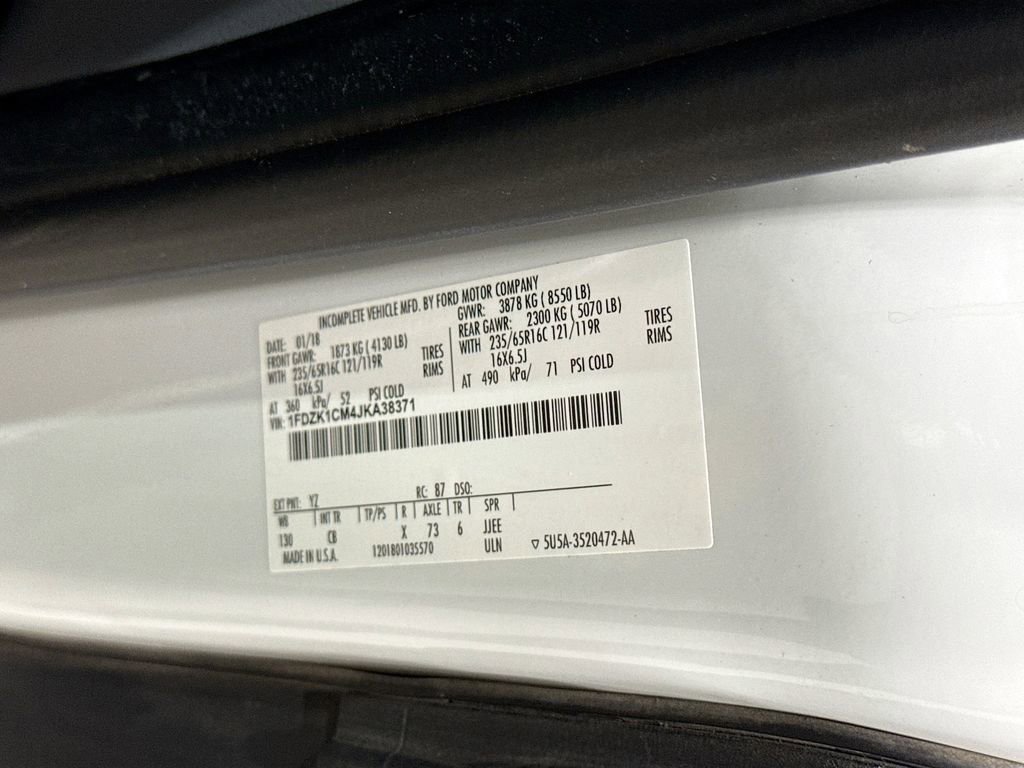 INCOMPLETE VEHICLE MFD. BY FORD MOTOR COMPANY
DATE: 01/18
GVWR: 3878 KG ( 8550 LB)
FRONT GAWR: 1873 KG ( 4130 LB)
REAR GAWR: 2300 KG ( 5070 LB)
WITH 235/65R16C 121/119R TIRES
WITH 235/65R16C 121/119R TIRES
16X6.5J RIMS
16X6.5J RIMS
AT 360 kPa/ 52 PSI COLD
AT 490 kPa/ 71 PSI COLD
VIN: 1FDZK1CM4JKA38371
EXT PNT: YZ RC: 87 DSO:
WB INT TR TP/PS R AXLE TR SPR
130 CB X 73 6 JJEE
MADE IN U.S.A. 1201801035570 ULN ▽ 5U5A-3520472-AA